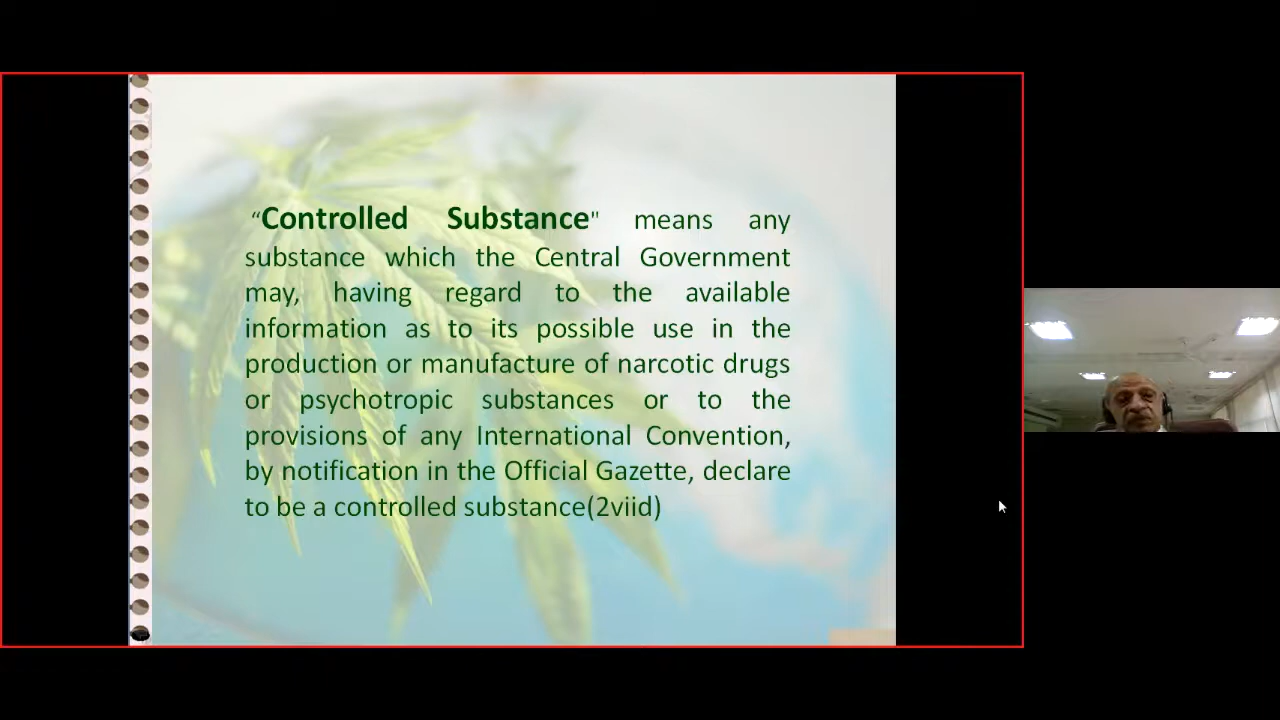 “Controlled Substance" means any
substance which the Central Government
may, having regard to the available
information as to its possible use in the
production or manufacture of narcotic drugs
or psychotropic substances or to the
provisions of any International Convention,
by notification in the Official Gazette, declare
to be a controlled substance(2viid)